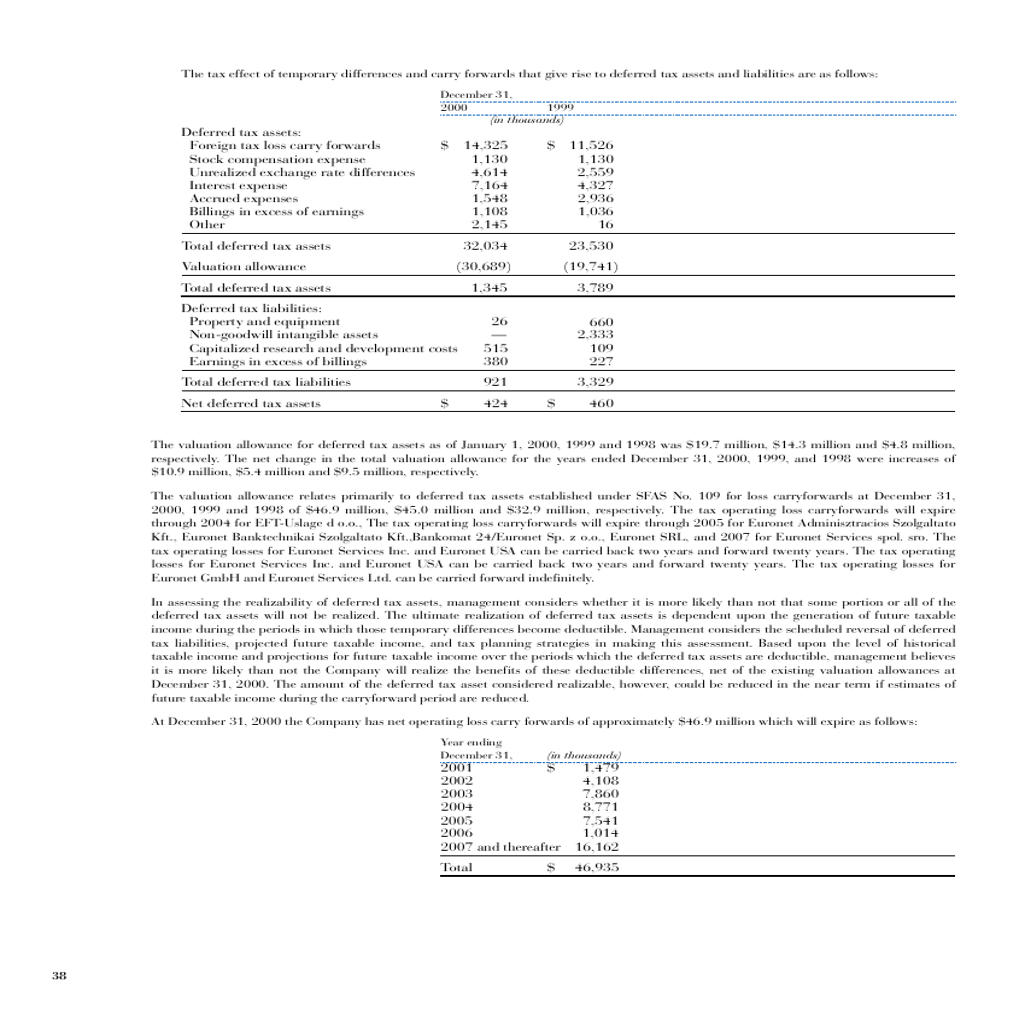 The tax effect of temporary differences and carry forwards that give rise to deferred tax assets and liabilities are as follows:
December 31,
2000 1999
(in thousands)
Deferred tax assets:
Foreign tax loss carry forwards $ 14,325 $ 11,526
Stock compensation expense 1,130 1,130
Unrealized exchange rate differences 4,614 2,559
Interest expense 7,164 4,327
Accrued expenses 1,548 2,936
Billings in excess of earnings 1,108 1,036
Other 2,145 16
Total deferred tax assets 32,034 23,530
Valuation allowance (30,689) (19,741)
Total deferred tax assets 1,345 3,789
Deferred tax liabilities:
Property and equipment 26 660
Non-goodwill intangible assets — 2,333
Capitalized research and development costs 515 109
Earnings in excess of billings 380 227
Total deferred tax liabilities 921 3,329
Net deferred tax assets $ 424 $ 460
The valuation allowance for deferred tax assets as of January 1, 2000, 1999 and 1998 was $19.7 million, $14.3 million and $4.8 million,
respectively. The net change in the total valuation allowance for the years ended December 31, 2000, 1999, and 1998 were increases of
$10.9 million, $5.4 million and $9.5 million, respectively.
The valuation allowance relates primarily to deferred tax assets established under SFAS No. 109 for loss carryforwards at December 31,
2000, 1999 and 1998 of $46.9 million, $45.0 million and $32.9 million, respectively. The tax operating loss carryforwards will expire
through 2004 for EFT-Uslage d o.o., The tax operating loss carryforwards will expire through 2005 for Euronet Adminisztracios Szolgaltato
Kft., Euronet Banktechnikai Szolgaltato Kft.,Bankomat 24/Euronet Sp. z o.o., Euronet SRL, and 2007 for Euronet Services spol. sro. The
tax operating losses for Euronet Services Inc. and Euronet USA can be carried back two years and forward twenty years. The tax operating
losses for Euronet Services Inc. and Euronet USA can be carried back two years and forward twenty years. The tax operating losses for
Euronet GmbH and Euronet Services Ltd. can be carried forward indefinitely.
In assessing the realizability of deferred tax assets, management considers whether it is more likely than not that some portion or all of the
deferred tax assets will not be realized. The ultimate realization of deferred tax assets is dependent upon the generation of future taxable
income during the periods in which those temporary differences become deductible. Management considers the scheduled reversal of deferred
tax liabilities, projected future taxable income, and tax planning strategies in making this assessment. Based upon the level of historical
taxable income and projections for future taxable income over the periods which the deferred tax assets are deductible, management believes
it is more likely than not the Company will realize the benefits of these deductible differences, net of the existing valuation allowances at
December 31, 2000. The amount of the deferred tax asset considered realizable, however, could be reduced in the near term if estimates of
future taxable income during the carryforward period are reduced.
At December 31, 2000 the Company has net operating loss carry forwards of approximately $46.9 million which will expire as follows:
Year ending
December 31, (in thousands)
2001 $ 1,479
2002 4,108
2003 7,860
2004 8,771
2005 7,541
2006 1,014
2007 and thereafter 16,162
Total $ 46,935
38